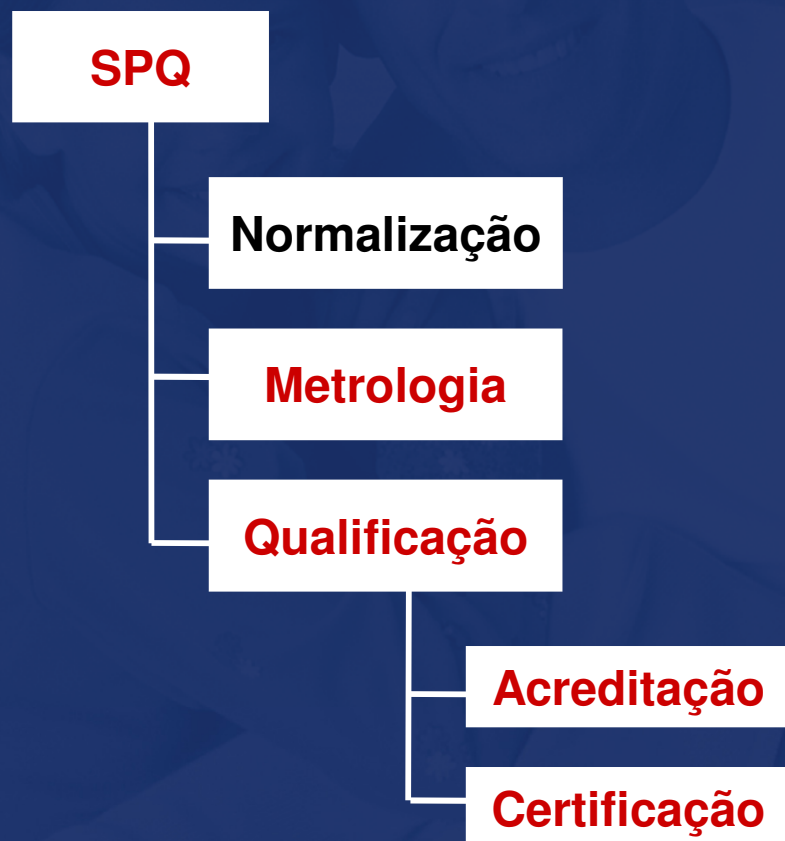 SPQ
Normalização
Metrologia
Qualificação
Acreditação
Certificação